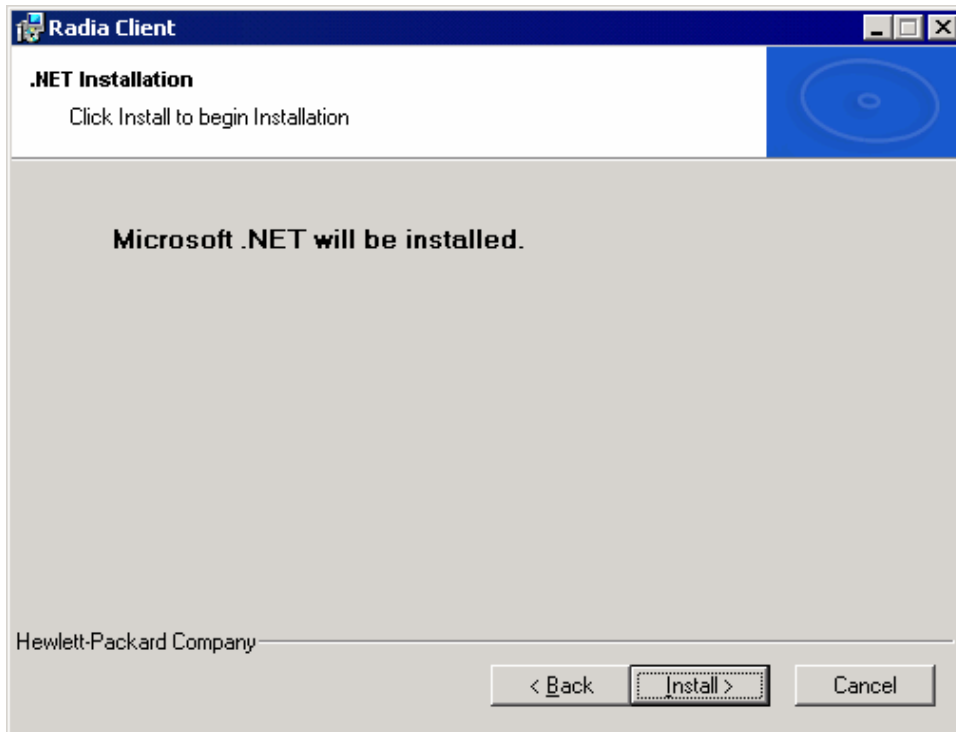 Radia Client
.NET Installation
Click Install to begin Installation
Microsoft .NET will be installed.
Hewlett-Packard Company
< Back
Install >
Cancel